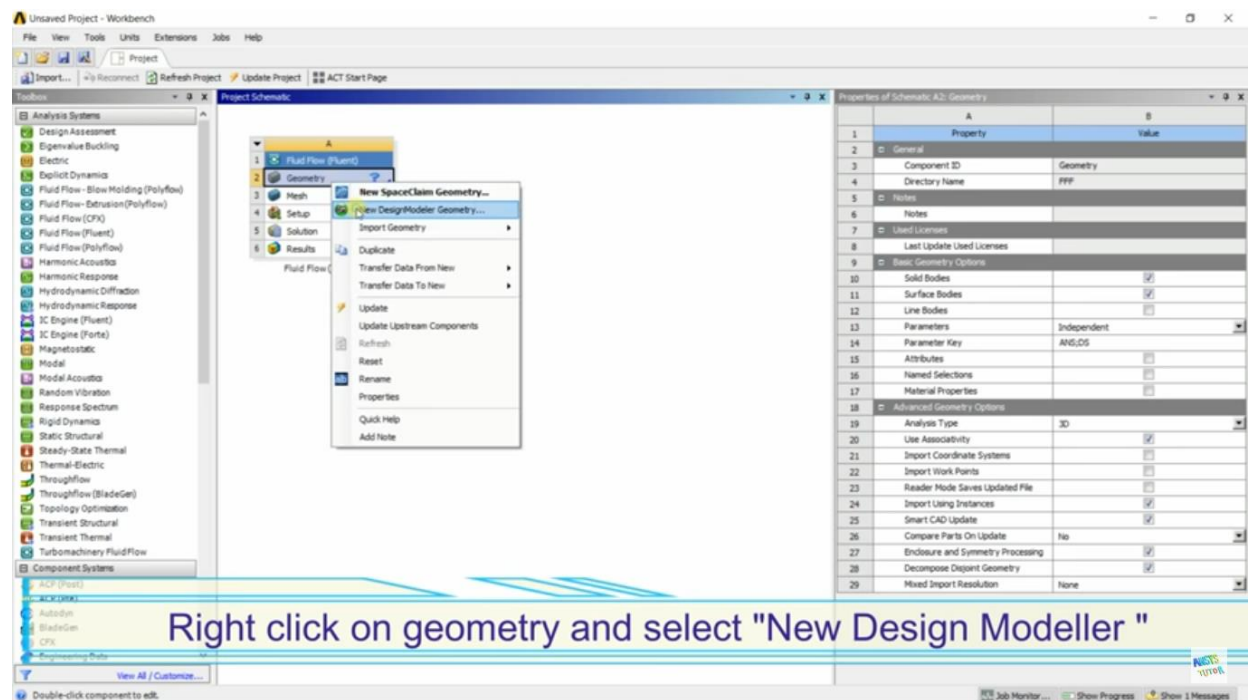 Unsaved Project - Workbench
File View Tools Units Extensions Jobs Help
Project
Import... Reconnect Refresh Project Update Project ACT Start Page
Toolbox
Analysis Systems
Design Assessment
Eigenvalue Buckling
Electric
Explicit Dynamics
Fluid Flow - Blow Molding (Polyflow)
Fluid Flow - Extrusion (Polyflow)
Fluid Flow (CFX)
Fluid Flow (Fluent)
Fluid Flow (Polyflow)
Harmonic Acoustics
Harmonic Response
Hydrodynamic Diffraction
Hydrodynamic Response
IC Engine (Fluent)
IC Engine (Forte)
Magnetostatic
Modal
Modal Acoustics
Random Vibration
Response Spectrum
Rigid Dynamics
Static Structural
Steady-State Thermal
Thermal-Electric
Throughflow
Throughflow (BladeGen)
Topology Optimization
Transient Structural
Transient Thermal
Turbomachinery Fluid Flow
Component Systems
ACP (Post)
ACP (Pre)
Autodyn
BladeGen
CFX
Engineering Data
View All / Customize...
Project Schematic
A
1 Fluid Flow (Fluent)
2 Geometry ?
3 Mesh
4 Setup
5 Solution
6 Results
Fluid Flow (
New SpaceClaim Geometry...
New DesignModeler Geometry...
Import Geometry
Duplicate
Transfer Data From New
Transfer Data To New
Update
Update Upstream Components
Refresh
Reset
Rename
Properties
Quick Help
Add Note
Properties of Schematic A2: Geometry
A B
1 Property Value
2 General
3 Component ID Geometry
4 Directory Name FFF
5 Notes
6 Notes
7 Used Licenses
8 Last Update Used Licenses
9 Basic Geometry Options
10 Solid Bodies
11 Surface Bodies
12 Line Bodies
13 Parameters Independent
14 Parameter Key ANS;DS
15 Attributes
16 Named Selections
17 Material Properties
18 Advanced Geometry Options
19 Analysis Type 3D
20 Use Associativity
21 Import Coordinate Systems
22 Import Work Points
23 Reader Mode Saves Updated File
24 Import Using Instances
25 Smart CAD Update
26 Compare Parts On Update No
27 Enclosure and Symmetry Processing
28 Decompose Disjoint Geometry
29 Mixed Import Resolution None
Right click on geometry and select "New Design Modeller "
ANSYS
TUTOR
Double-click component to edit.
Job Monitor... Show Progress Show 1 Messages